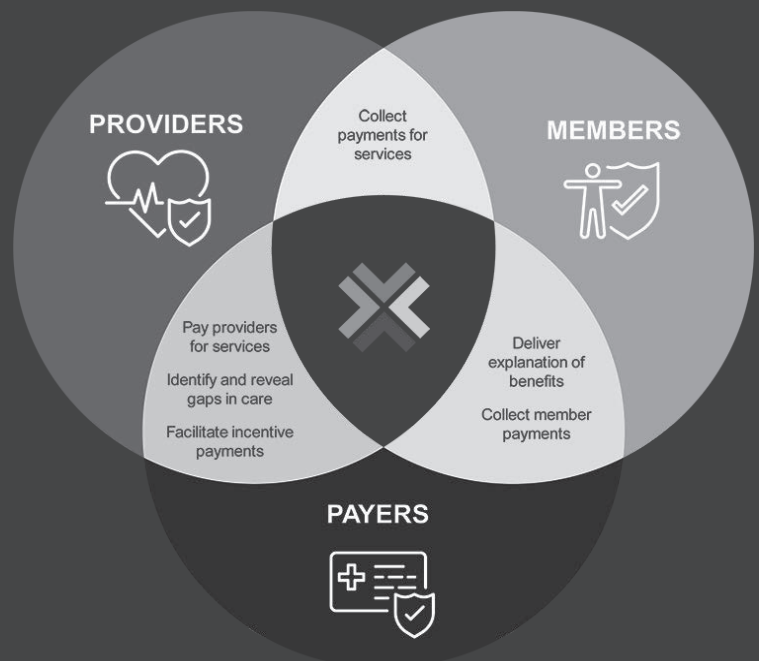 PROVIDERS
Collect
payments for
services
MEMBERS
Pay providers
for services
Identify and reveal
gaps in care
Facilitate incentive
payments
Deliver
explanation of
benefits
Collect member
payments
PAYERS